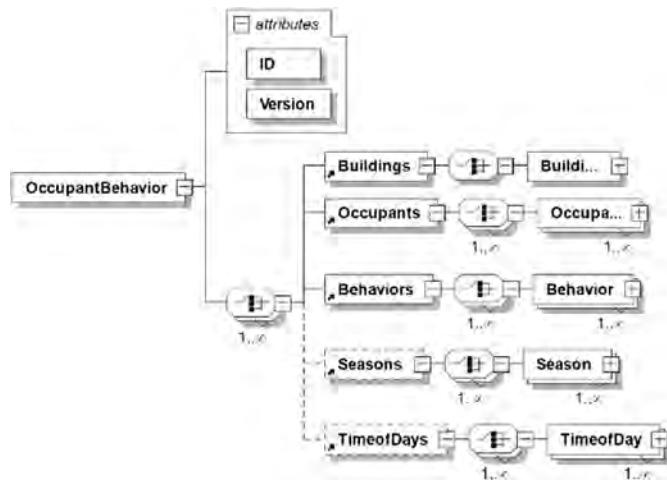 attributes
ID
Version
OccupantBehavior
Buildings
Buildi...
Occupants
Occupa...
1..∞
1..∞
Behaviors
Behavior
1..∞
1..∞
1..∞
Seasons
Season
1..∞
1..∞
TimeofDays
TimeofDay
1..∞
1..∞